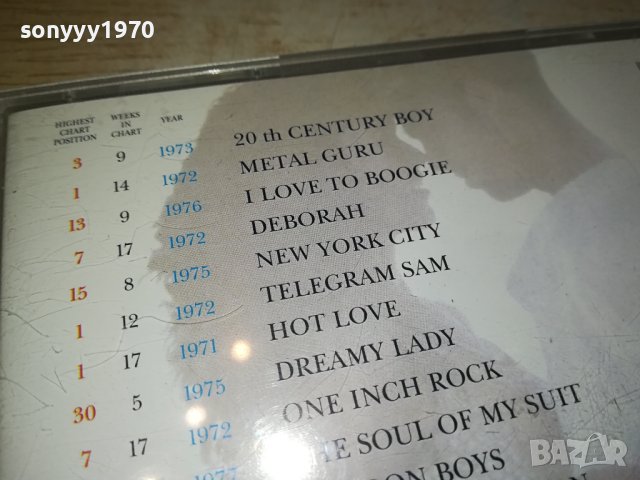 sonyyy1970
HIGHEST CHART POSITION WEEKS IN CHART YEAR
3 9 1973 20 th CENTURY BOY
1 14 1972 METAL GURU
13 9 1976 I LOVE TO BOOGIE
7 17 1972 DEBORAH
15 8 1975 NEW YORK CITY
1 12 1972 TELEGRAM SAM
1 17 1971 HOT LOVE
30 5 1975 DREAMY LADY
7 17 1972 ONE INCH ROCK
1977 SOUL OF MY SUIT
BOYS
BAZAR